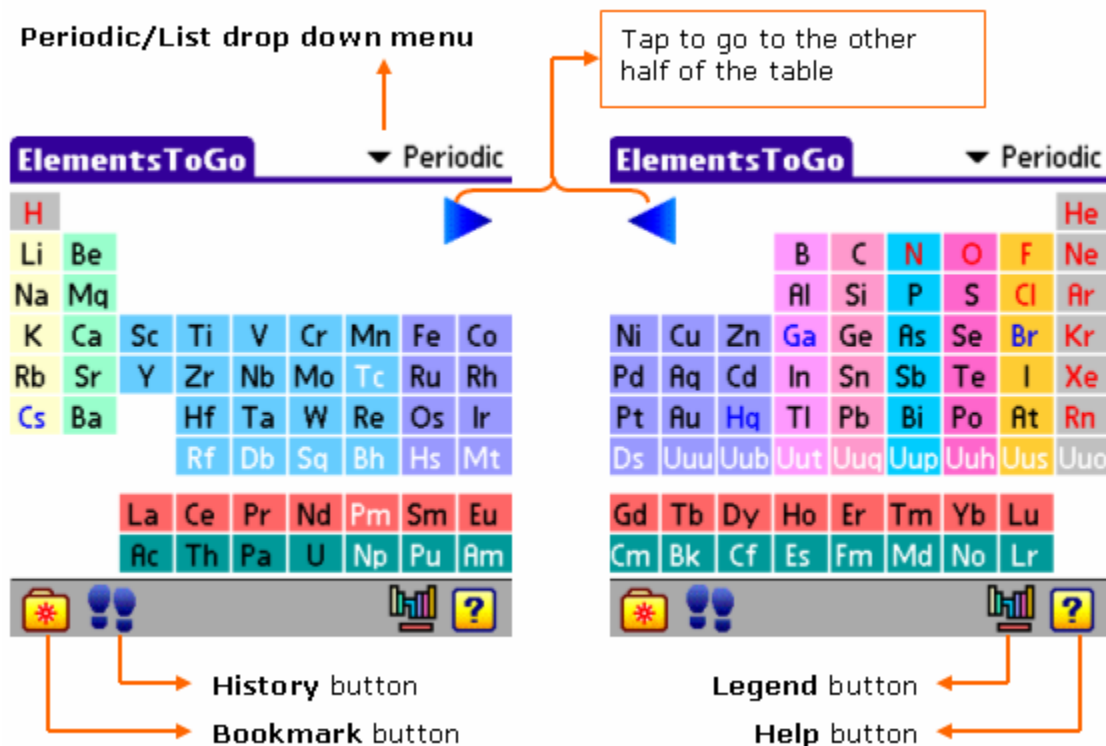 Periodic/List drop down menu
Tap to go to the other
half of the table
ElementsToGo Periodic
H
Li Be
Na Mg
K Ca Sc Ti V Cr Mn Fe Co
Rb Sr Y Zr Nb Mo Tc Ru Rh
Cs Ba Hf Ta W Re Os Ir
Rf Db Sg Bh Hs Mt
La Ce Pr Nd Pm Sm Eu
Ac Th Pa U Np Pu Am
?
History button
Bookmark button
ElementsToGo Periodic
He
B C N O F Ne
Al Si P S Cl Ar
Ni Cu Zn Ga Ge As Se Br Kr
Pd Ag Cd In Sn Sb Te I Xe
Pt Au Hg Tl Pb Bi Po At Rn
Ds Uuu Uub Uut Uuq Uup Uuh Uus Uuo
Gd Tb Dy Ho Er Tm Yb Lu
Cm Bk Cf Es Fm Md No Lr
?
Legend button
Help button